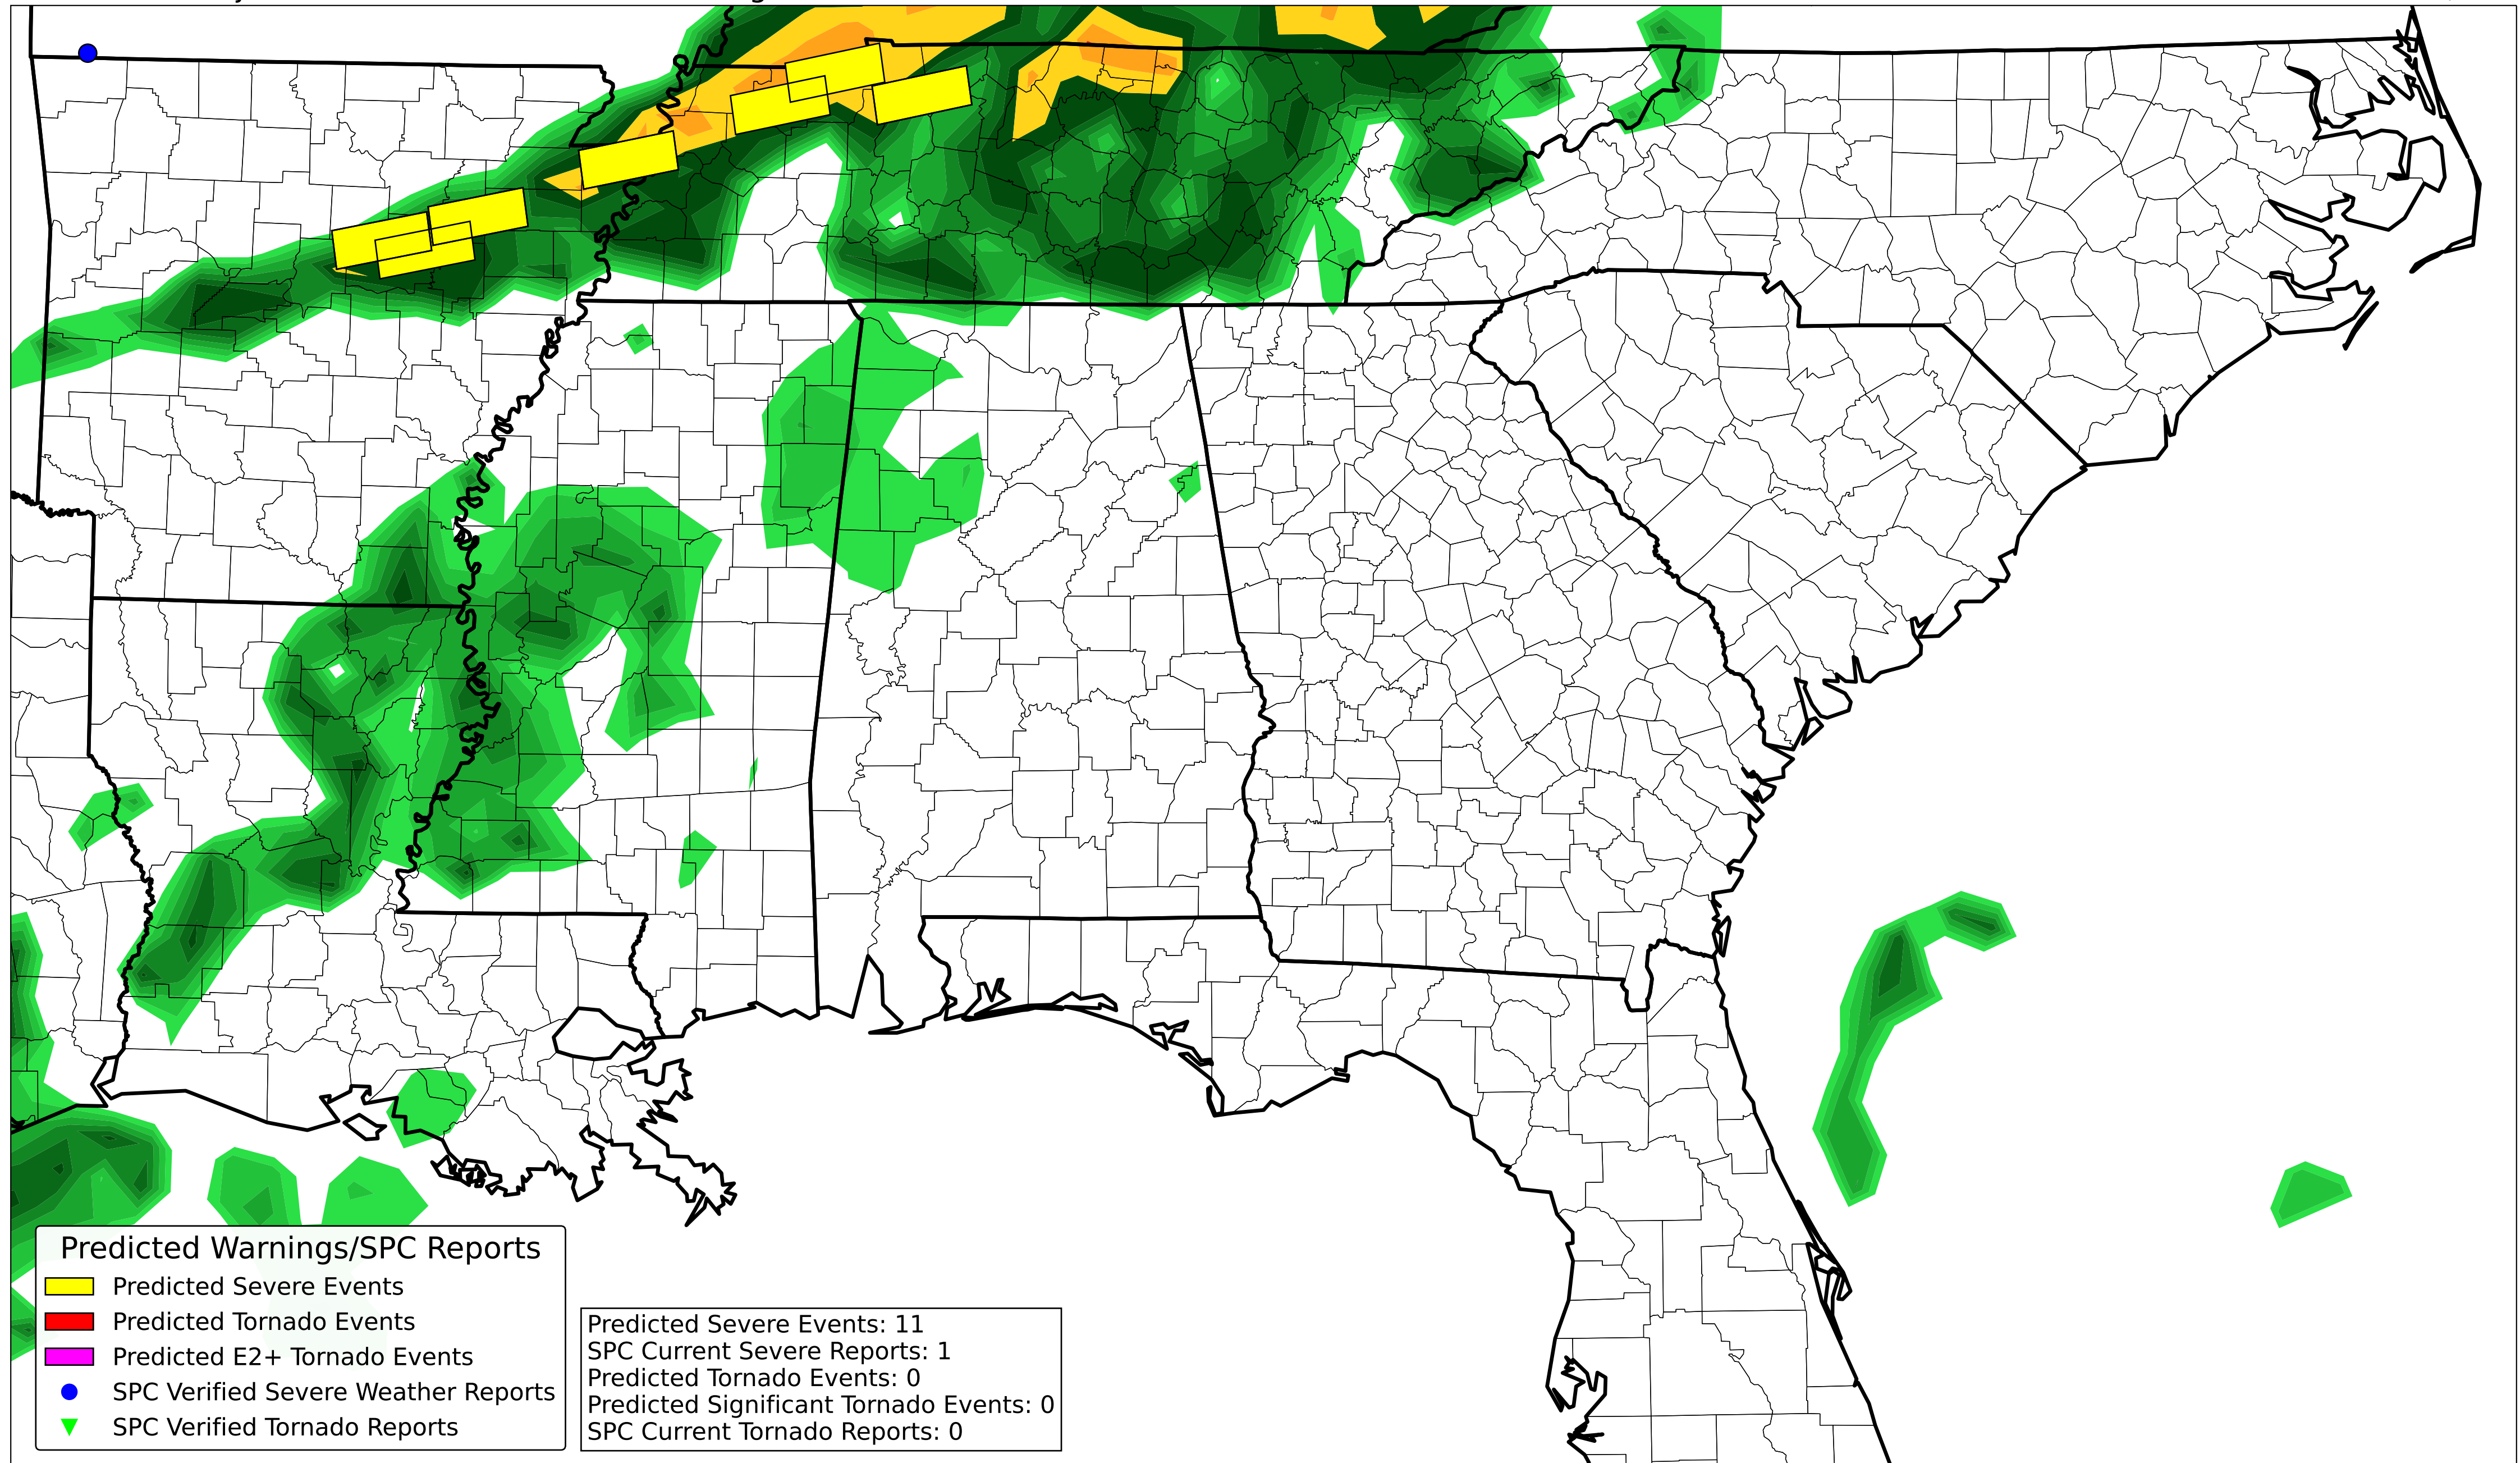 Predicted Warnings/SPC Reports
Predicted Severe Events
Predicted Tornado Events
Predicted E2+ Tornado Events
SPC Verified Severe Weather Reports
SPC Verified Tornado Reports
Predicted Severe Events: 11
SPC Current Severe Reports: 1
Predicted Tornado Events: 0
Predicted Significant Tornado Events: 0
SPC Current Tornado Reports: 0